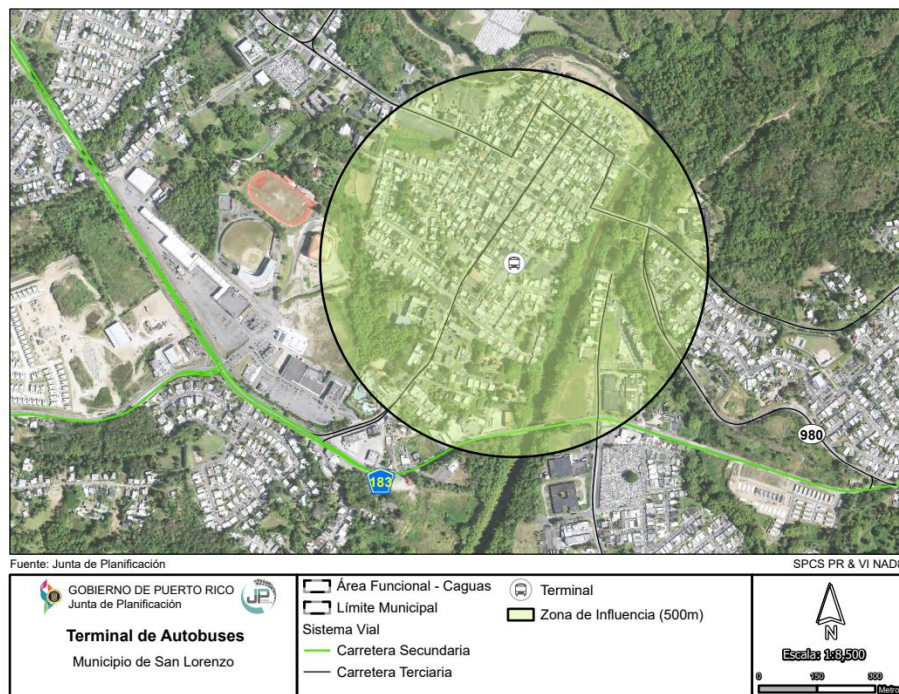 183
980
Fuente: Junta de Planificación
SPCS PR & VI NAD8
GOBIERNO DE PUERTO RICO
Junta de Planificación
JP
Terminal de Autobuses
Municipio de San Lorenzo
Área Funcional - Caguas
Límite Municipal
Sistema Vial
Carretera Secundaria
Carretera Terciaria
Terminal
Zona de Influencia (500m)
N
Escala: 1:8,500
0 150 300
Metro